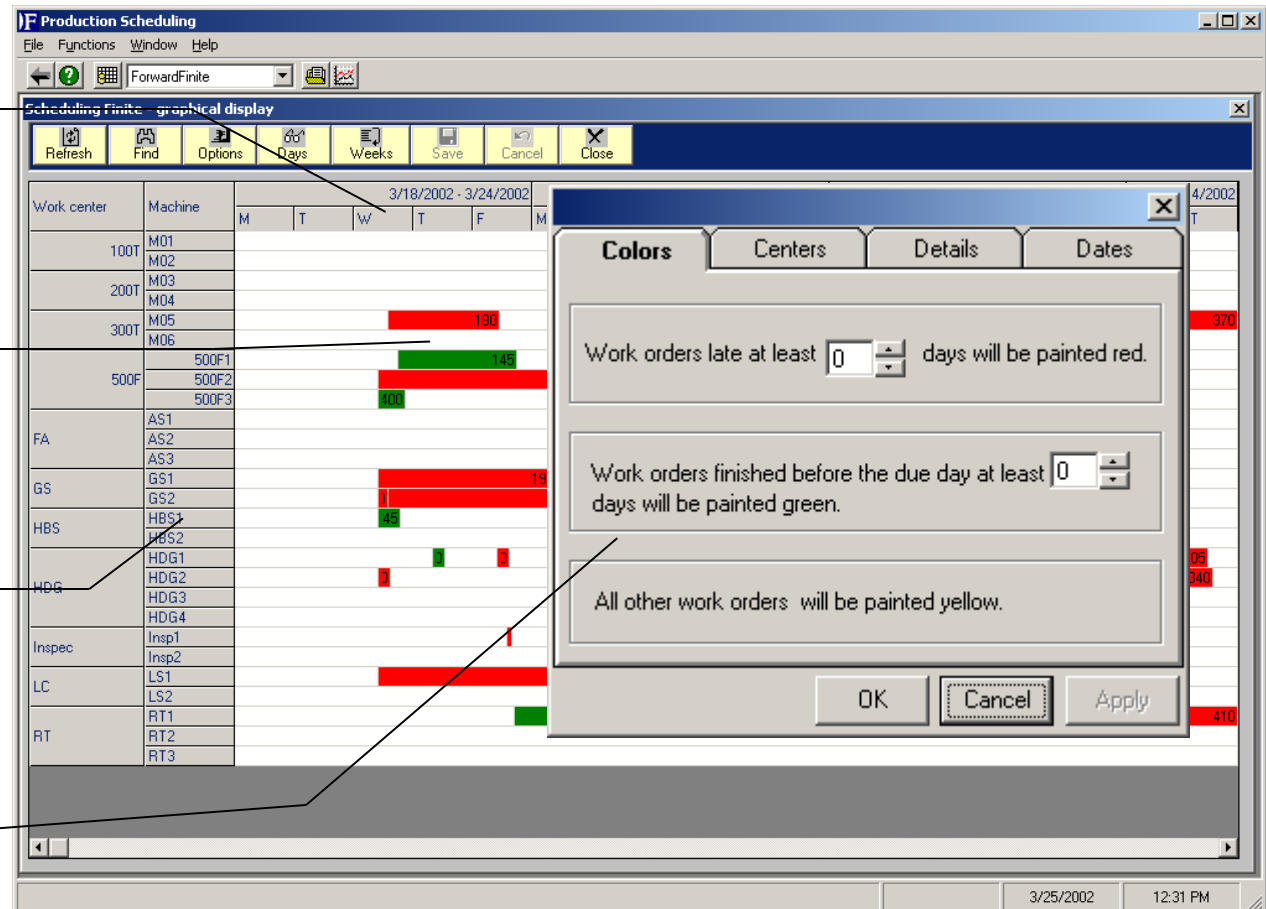 Production Scheduling
File Functions Window Help
ForwardFinite
Scheduling Finite - graphical display
Refresh Find Options Days Weeks Save Cancel Close
Work center Machine 3/18/2002 - 3/24/2002 4/2002
M T W T F M T
100T M01
M02
200T M03
M04
300T M05 180 370
M06
500F 500F1 145
500F2
500F3 400
FA AS1
AS2
AS3
GS GS1 19
GS2
HBS HBS1 45
HBS2
HDG HDG1 05
HDG2 340
HDG3
HDG4
Inspec Insp1
Insp2
LC LS1
LS2
RT RT1 410
RT2
RT3
Colors Centers Details Dates
Work orders late at least 0 days will be painted red.
Work orders finished before the due day at least 0
days will be painted green.
All other work orders will be painted yellow.
OK Cancel Apply
3/25/2002 12:31 PM